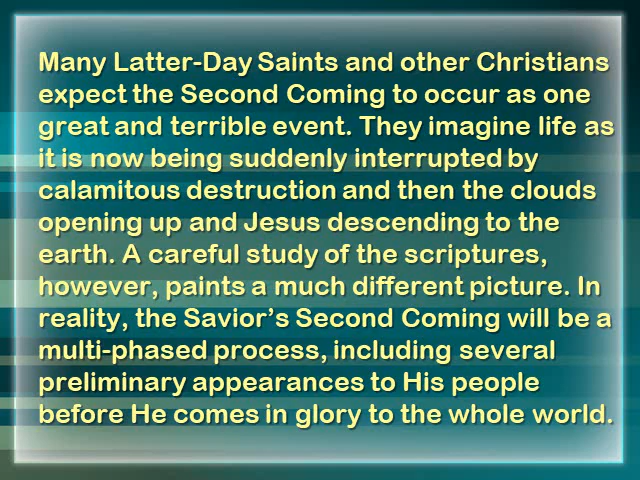 Many Latter-Day Saints and other Christians
expect the Second Coming to occur as one
great and terrible event. They imagine life as
it is now being suddenly interrupted by
calamitous destruction and then the clouds
opening up and Jesus descending to the
earth. A careful study of the scriptures,
however, paints a much different picture. In
reality, the Savior’s Second Coming will be a
multi-phased process, including several
preliminary appearances to His people
before He comes in glory to the whole world.